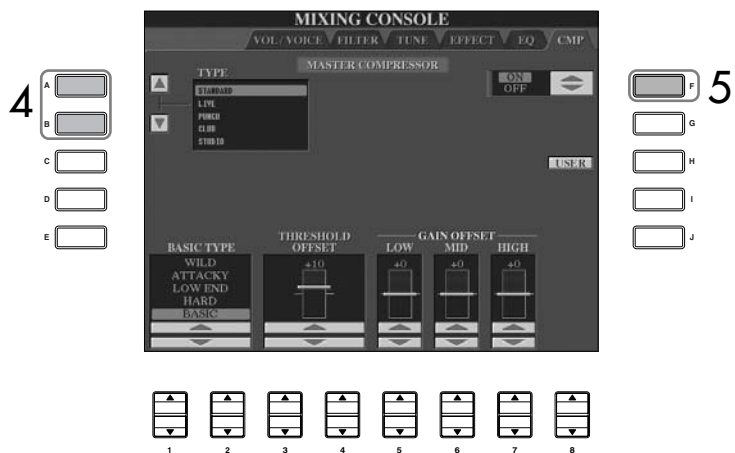 MIXING CONSOLE
VOL/VOICE FILTER TUNE EFFECT EQ CMP
MASTER COMPRESSOR
TYPE
STANDARD
LIVE
PUNCH
CLUB
STUDIO
ON
OFF
USER
4
A
B
C
D
E
5
F
G
H
I
J
BASIC TYPE
WILD
ATTACKY
LOW END
HARD
BASIC
THRESHOLD
OFFSET
+10
GAIN OFFSET
LOW MID HIGH
+0 +0 +0
1 2 3 4 5 6 7 8